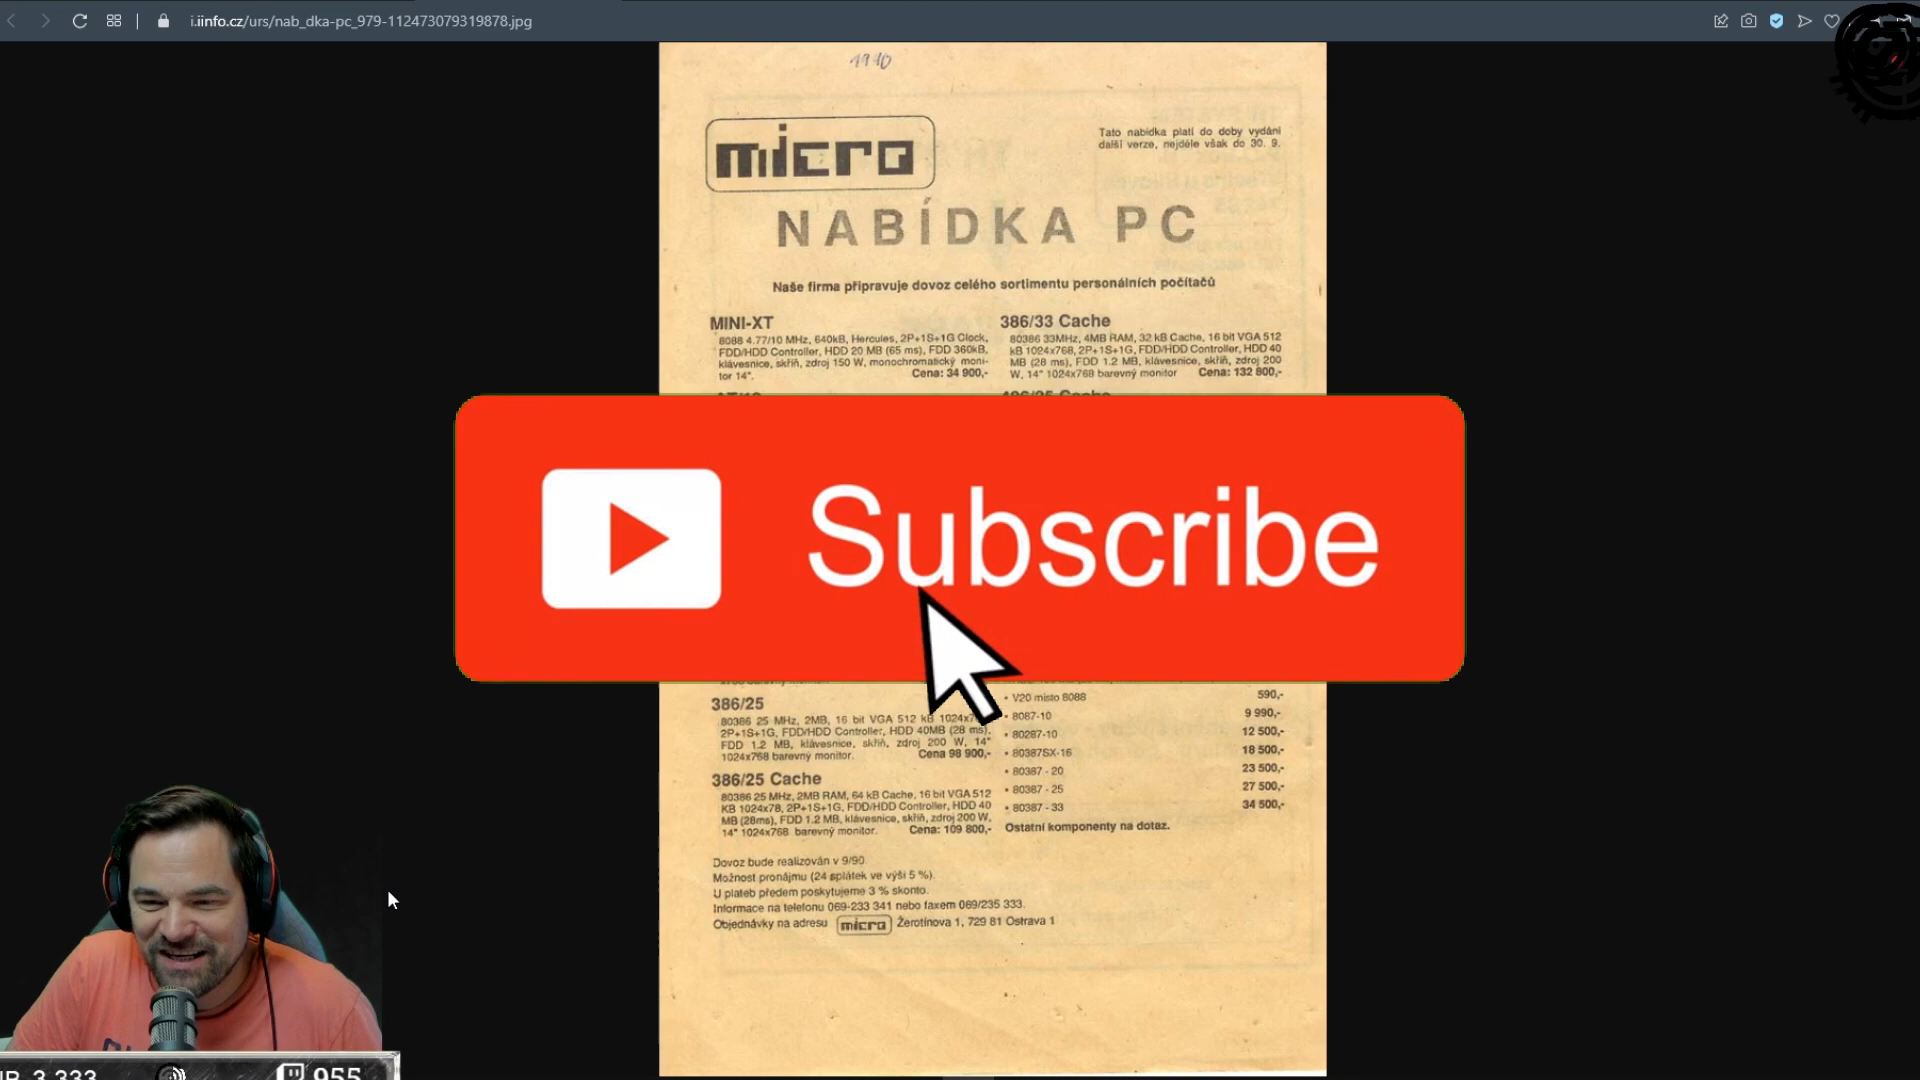 i.iinfo.cz/urs/nab_dka-pc_979-112473079319878.jpg
1990
micro
Tato nabídka platí do doby vydání
další verze, nejdéle však do 30. 9.
NABÍDKA PC
Naše firma připravuje dovoz celého sortimentu personálních počítačů
MINI-XT
8088 4.77/10 MHz, 640kB, Hercules, 2P+1S+1G Clock,
FDD/HDD Controller, HDD 20 MB (65 ms), FDD 360kB,
klávesnice, skříň, zdroj 150 W, monochromatický moni-
tor 14". Cena: 34 900,-
386/33 Cache
80386 33MHz, 4MB RAM, 32 kB Cache, 16 bit VGA 512
kB 1024x768, 2P+1S+1G, FDD/HDD Controller, HDD 40
MB (28 ms), FDD 1.2 MB, klávesnice, skříň, zdroj 200
W, 14" 1024x768 barevný monitor Cena: 132 800,-
Subscribe
386/25
80386 25 MHz, 2MB, 16 bit VGA 512 kB
2P+1S+1G, FDD/HDD Controller, HDD 40MB (28 ms),
FDD 1.2 MB, klávesnice, skříň, zdroj 200 W, 14"
1024x768 barevný monitor. Cena 98 900,-
386/25 Cache
80386 25 MHz, 2MB RAM, 64 kB Cache, 16 bit VGA 512
KB 1024x78, 2P+1S+1G, FDD/HDD Controller, HDD 40
MB (28ms), FDD 1.2 MB, klávesnice, skříň, zdroj 200 W,
14" 1024x768 barevný monitor. Cena: 109 800,-
• V20 místo 8088 590,-
• 8087-10 9 990,-
• 80287-10 12 500,-
• 80387SX-16 18 500,-
• 80387 - 20 23 500,-
• 80387 - 25 27 500,-
• 80387 - 33 34 500,-
Ostatní komponenty na dotaz.
Dovoz bude realizován v 9/90.
Možnost pronájmu (24 splátek ve výši 5 %).
U plateb předem poskytujeme 3 % skonto.
Informace na telefonu 069-233 341 nebo faxem 069/235 333.
Objednávky na adresu micro Žerotínova 1, 729 81 Ostrava 1
3 333
955